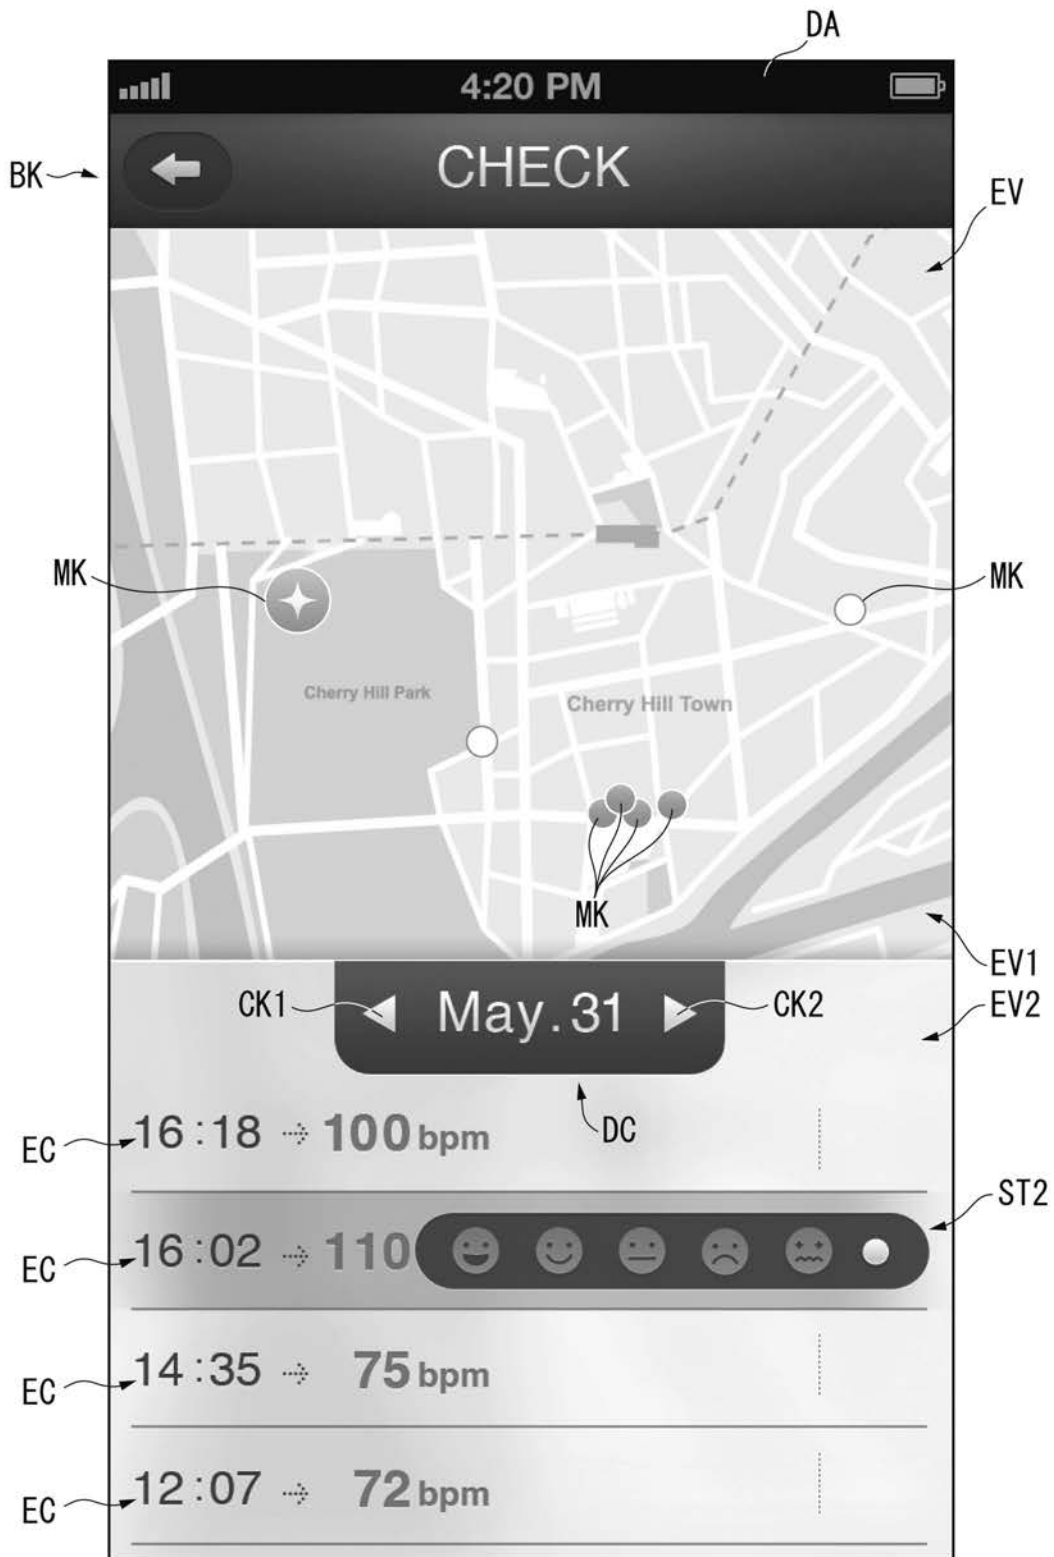 DA
4:20 PM
BK
CHECK
EV
MK
MK
Cherry Hill Park
Cherry Hill Town
MK
EV1
CK1
May.31
CK2
EV2
DC
EC
16:18 100 bpm
ST2
EC
16:02 110
EC
14:35 75 bpm
EC
12:07 72 bpm